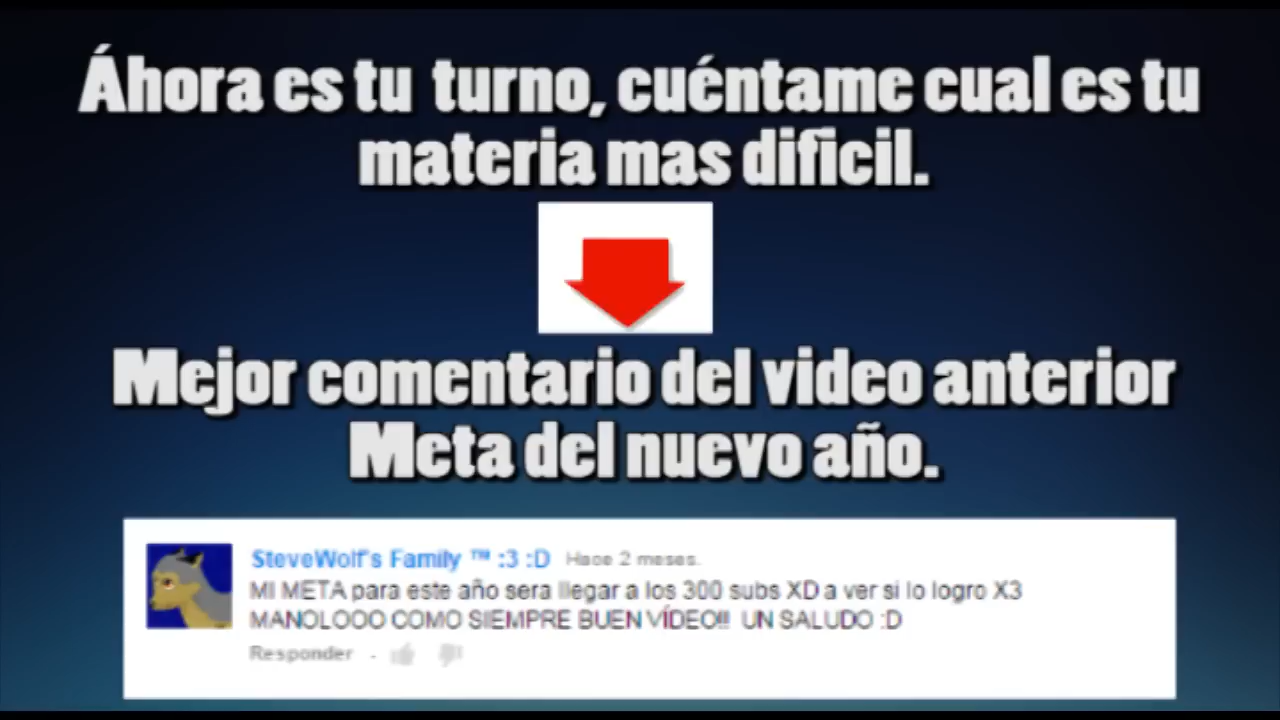 Áhora es tu turno, cuéntame cual es tu
materia mas dificil.
Mejor comentario del video anterior
Meta del nuevo año.
SteveWolf's Family ™ :3 :D Hace 2 meses.
MI META para este año sera llegar a los 300 subs XD a ver si lo logro X3
MANOLOOO COMO SIEMPRE BUEN VÍDEO!! UN SALUDO :D
Responder -